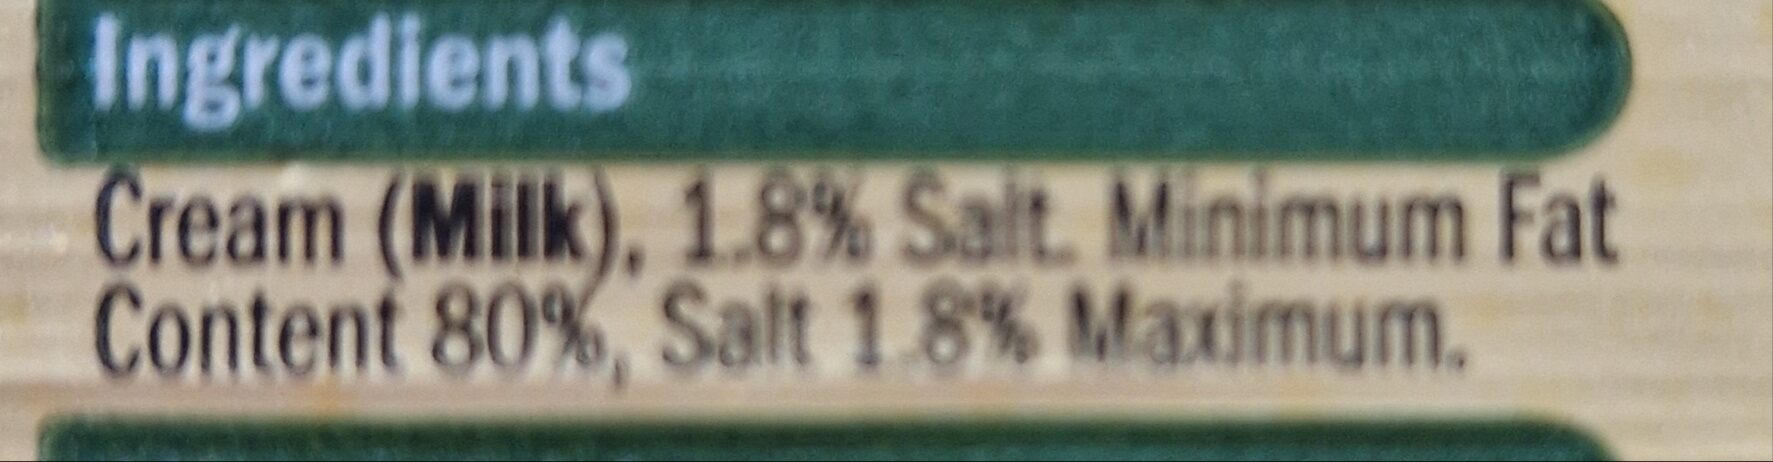 Ingredients
Cream (Milk), 1.8% Salt. Minimum Fat
Content 80%, Salt 1.8% Maximum.